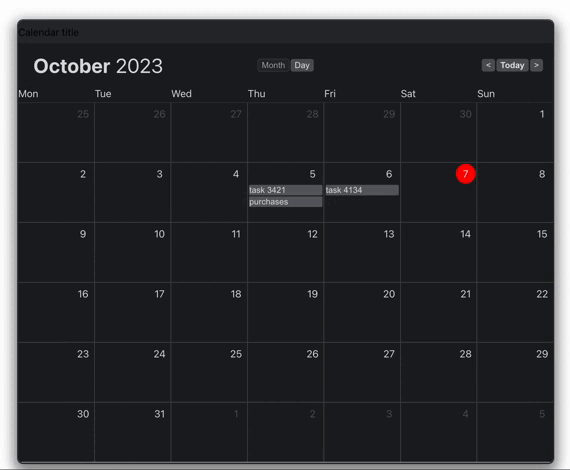 Calendar title
October 2023
Month Day
< Today >
Mon Tue Wed Thu Fri Sat Sun
25 26 27 28 29 30 1
2 3 4 5 6 7 8
task 3421 task 4134
purchases
9 10 11 12 13 14 15
16 17 18 19 20 21 22
23 24 25 26 27 28 29
30 31 1 2 3 4 5